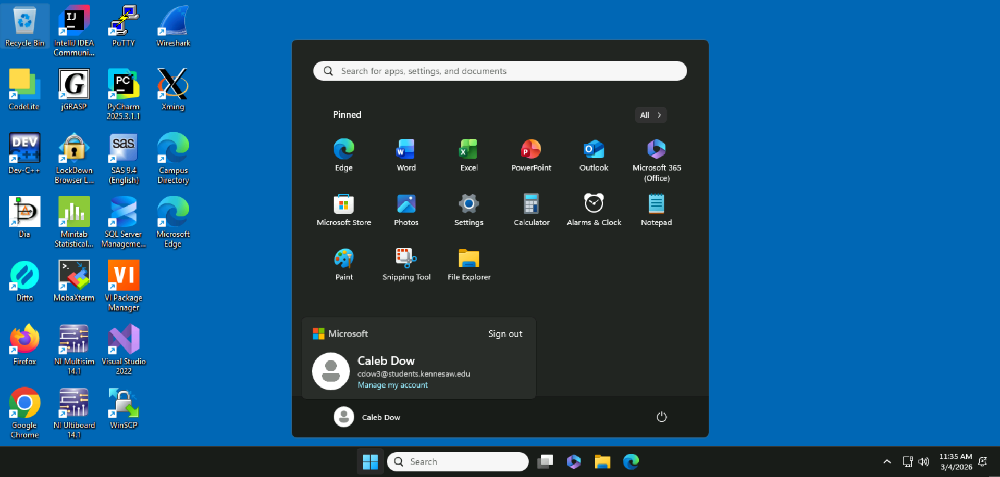 Recycle Bin
IJ
IntelliJ IDEA
Communi...
PuTTY
Wireshark
CodeLite
G
jGRASP
PC
PyCharm
2025.3.1.1
Xming
DEV
C++
Dev-C++
LockDown
Browser L...
sas
SAS 9.4
(English)
Campus
Directory
Dia
Minitab
Statistical...
SQL Server
Manageme...
Microsoft
Edge
Ditto
>-
MobaXterm
VI
VI Package
Manager
Firefox
NI Multisim
14.1
Visual Studio
2022
Google
Chrome
NI Ultiboard
14.1
WinSCP
Search for apps, settings, and documents
Pinned
All >
Edge
W
Word
X
Excel
P
PowerPoint
O
Outlook
Microsoft 365
(Office)
Microsoft Store
Photos
Settings
Calculator
Alarms & Clock
Notepad
Paint
Snipping Tool
File Explorer
Microsoft
Sign out
Caleb Dow
cdow3@students.kennesaw.edu
Manage my account
Caleb Dow
Search
11:35 AM
3/4/2026